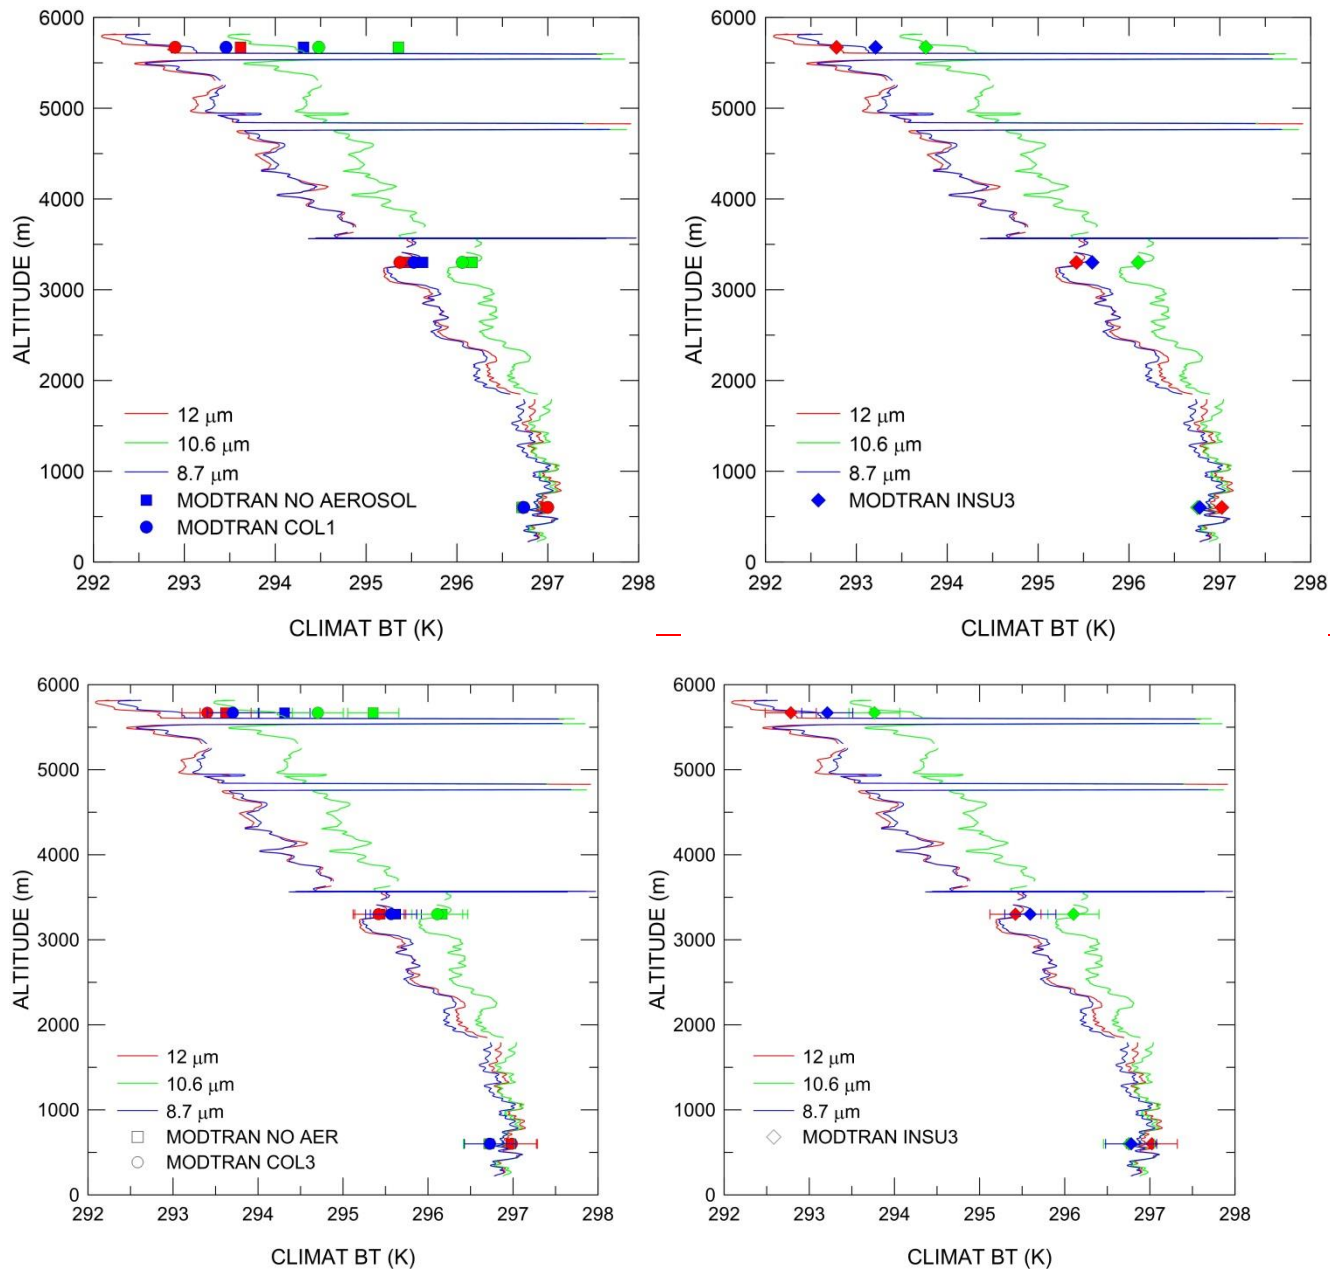 6000
5000
4000
3000
2000
1000
0
ALTITUDE (m)
12 μm
10.6 μm
8.7 μm
MODTRAN NO AEROSOL
MODTRAN COL1
292 293 294 295 296 297 298
CLIMAT BT (K)
6000
5000
4000
3000
2000
1000
0
ALTITUDE (m)
12 μm
10.6 μm
8.7 μm
MODTRAN INSU3
292 293 294 295 296 297 298
CLIMAT BT (K)
6000
5000
4000
3000
2000
1000
0
ALTITUDE (m)
12 μm
10.6 μm
8.7 μm
MODTRAN NO AER
MODTRAN COL3
292 293 294 295 296 297 298
CLIMAT BT (K)
6000
5000
4000
3000
2000
1000
0
ALTITUDE (m)
12 μm
10.6 μm
8.7 μm
MODTRAN INSU3
292 293 294 295 296 297 298
CLIMAT BT (K)